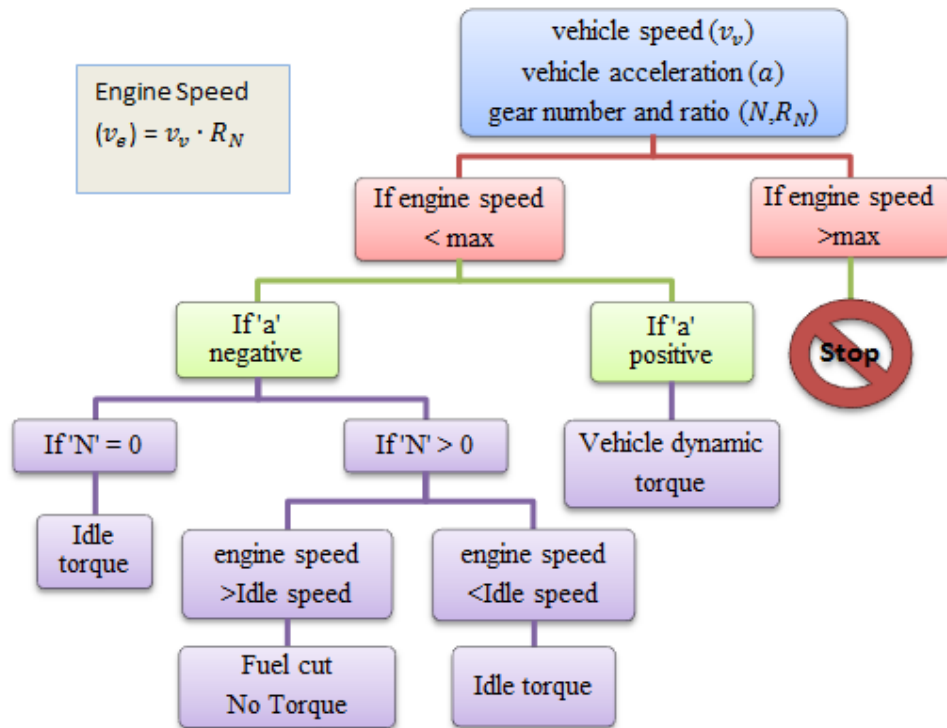 vehicle speed (v_v)
vehicle acceleration (a)
gear number and ratio (N,R_N)
Engine Speed
(v_e) = v_v · R_N
If engine speed
< max
If engine speed
>max
If 'a'
negative
If 'a'
positive
Stop
If 'N' = 0
If 'N' > 0
Vehicle dynamic
torque
Idle
torque
engine speed
>Idle speed
engine speed
<Idle speed
Fuel cut
No Torque
Idle torque